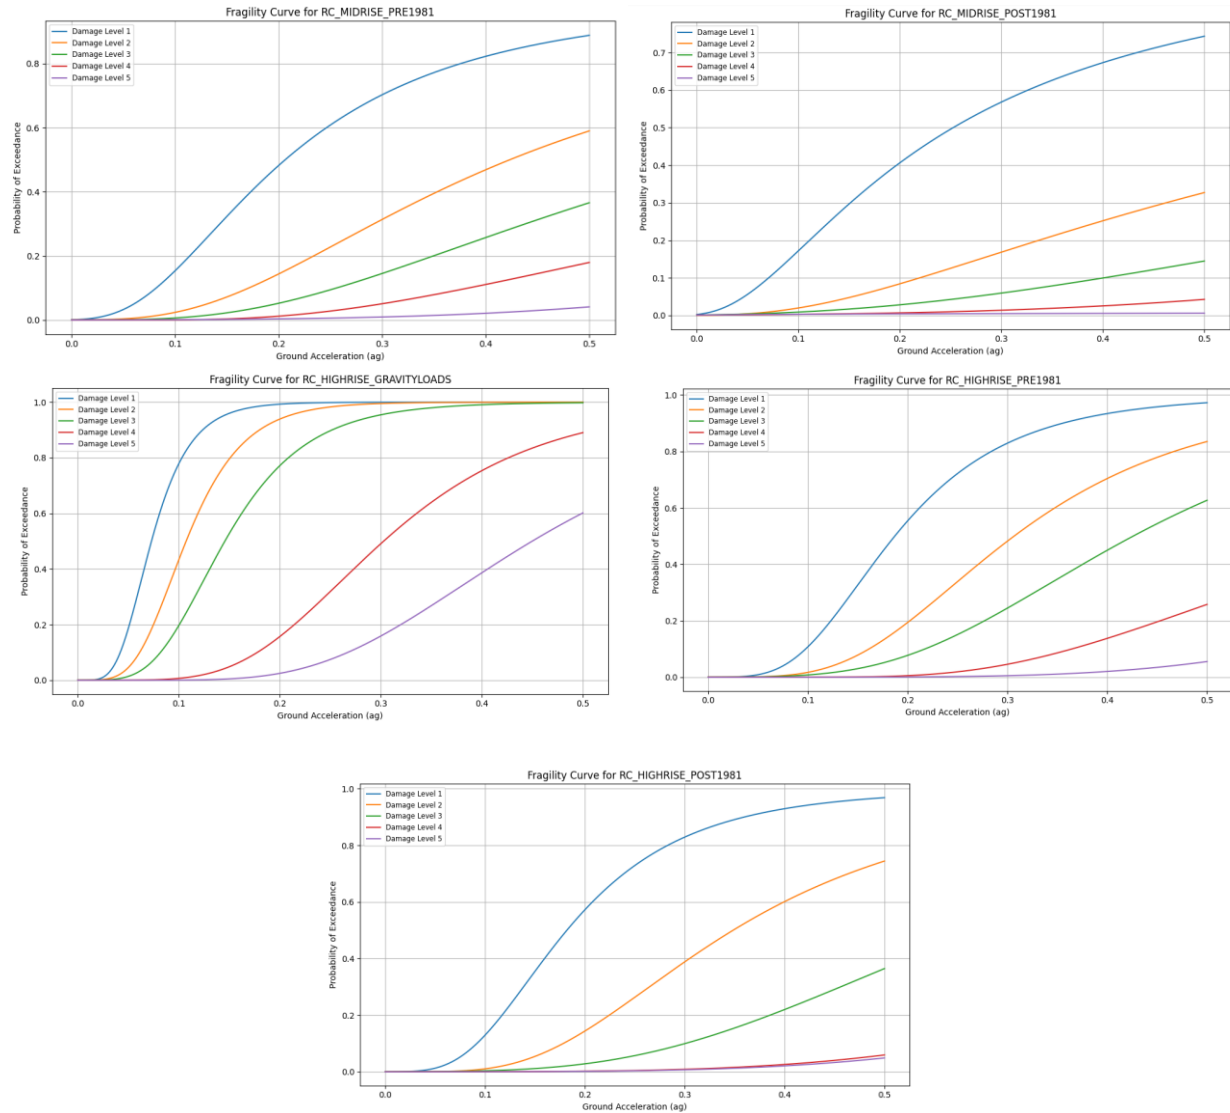 Fragility Curve for RC_MIDRISE_PRE1981
Damage Level 1
Damage Level 2
Damage Level 3
Damage Level 4
Damage Level 5
Probability of Exceedance
0.8
0.6
0.4
0.2
0.0
0.0 0.1 0.2 0.3 0.4 0.5
Ground Acceleration (ag)
Fragility Curve for RC_MIDRISE_POST1981
Damage Level 1
Damage Level 2
Damage Level 3
Damage Level 4
Damage Level 5
Probability of Exceedance
0.7
0.6
0.5
0.4
0.3
0.2
0.1
0.0
0.0 0.1 0.2 0.3 0.4 0.5
Ground Acceleration (ag)
Fragility Curve for RC_HIGHRISE_GRAVITYLOADS
Damage Level 1
Damage Level 2
Damage Level 3
Damage Level 4
Damage Level 5
Probability of Exceedance
1.0
0.8
0.6
0.4
0.2
0.0
0.0 0.1 0.2 0.3 0.4 0.5
Ground Acceleration (ag)
Fragility Curve for RC_HIGHRISE_PRE1981
Damage Level 1
Damage Level 2
Damage Level 3
Damage Level 4
Damage Level 5
Probability of Exceedance
1.0
0.8
0.6
0.4
0.2
0.0
0.0 0.1 0.2 0.3 0.4 0.5
Ground Acceleration (ag)
Fragility Curve for RC_HIGHRISE_POST1981
Damage Level 1
Damage Level 2
Damage Level 3
Damage Level 4
Damage Level 5
Probability of Exceedance
1.0
0.8
0.6
0.4
0.2
0.0
0.0 0.1 0.2 0.3 0.4 0.5
Ground Acceleration (ag)